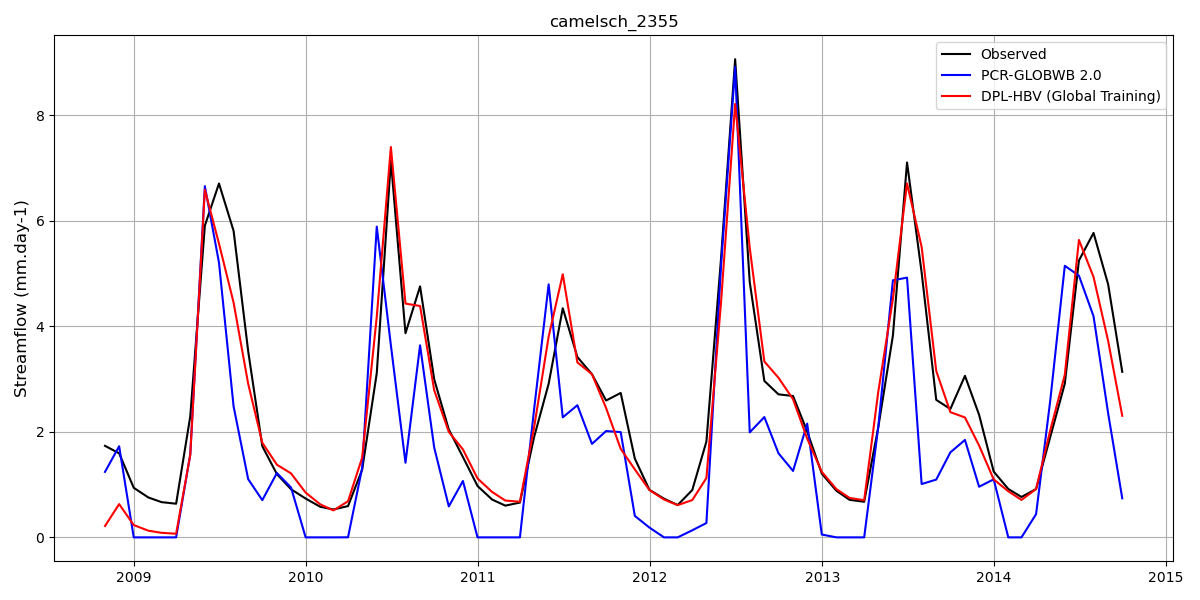 camelsch_2355
Observed
PCR-GLOBWB 2.0
DPL-HBV (Global Training)
Streamflow (mm.day-1)
8
6
4
2
0
2009 2010 2011 2012 2013 2014 2015